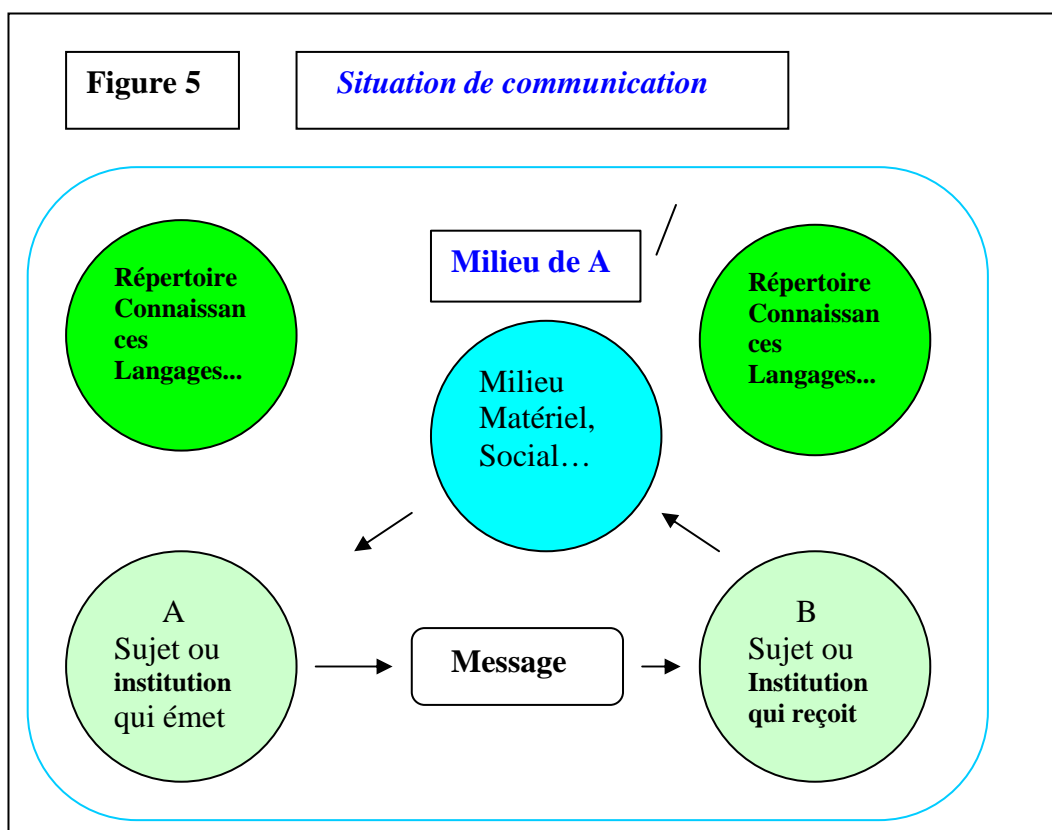 Figure 5
Situation de communication
Répertoire
Connaissan
ces
Langages...
Milieu de A
Répertoire
Connaissan
ces
Langages...
Milieu
Matériel,
Social…
A
Sujet ou
institution
qui émet
Message
B
Sujet ou
Institution
qui reçoit